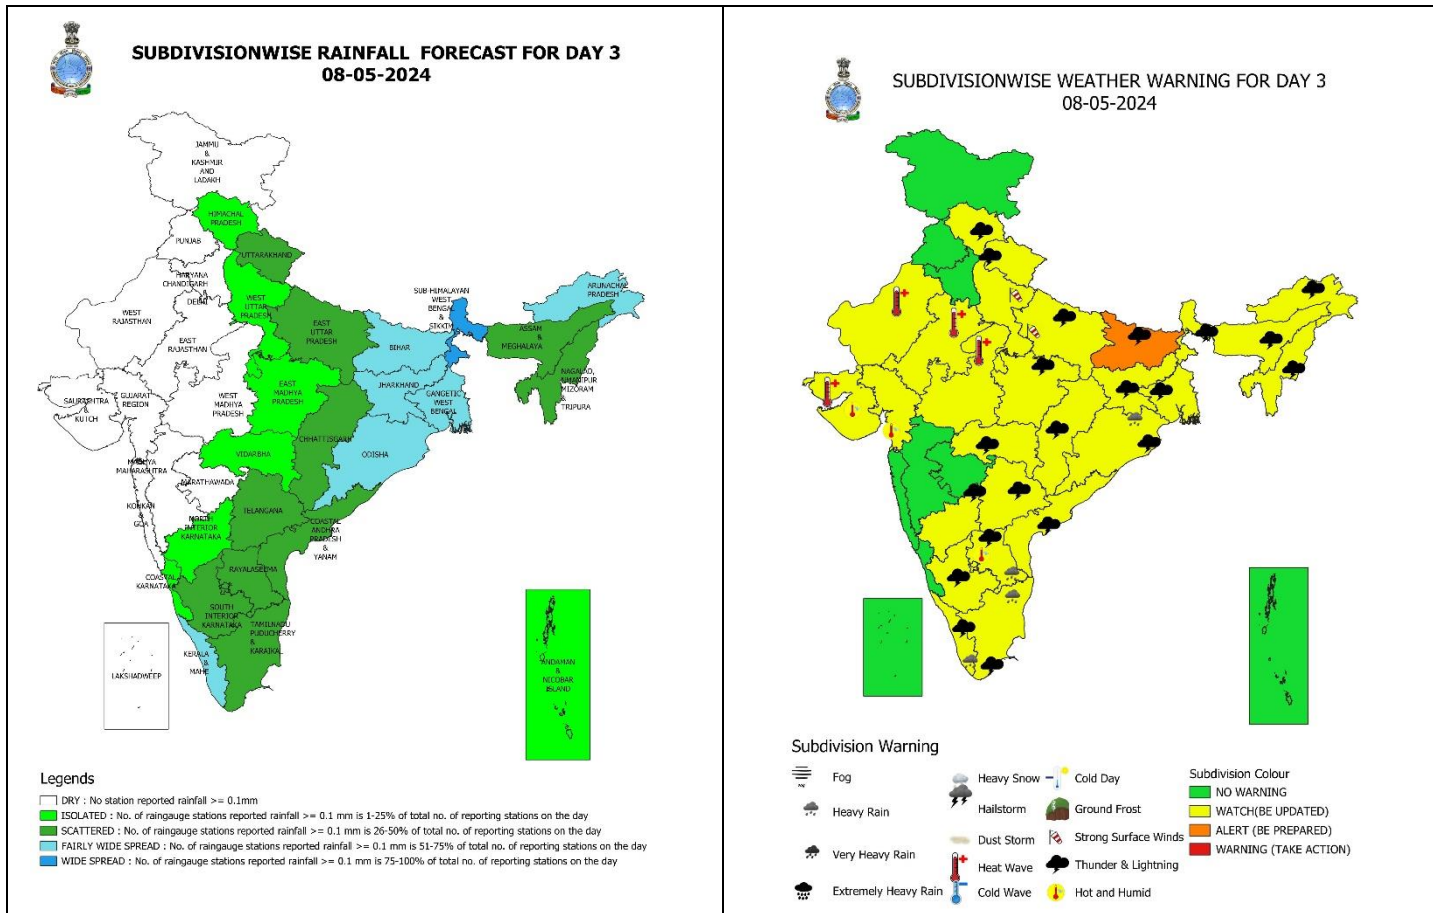 SUBDIVISIONWISE RAINFALL FORECAST FOR DAY 3
08-05-2024
JAMMU
&
KASHMIR
AND
LADAKH
HIMACHAL
PRADESH
PUNJAB
UTTARAKHAND
HARYANA
CHANDIGARH
&
DELHI
WEST
UTTAR
PRADESH
WEST
RAJASTHAN
EAST
RAJASTHAN
EAST
UTTAR
PRADESH
SUB-HIMALAYAN
WEST
BENGAL
&
SIKKIM
ARUNACHAL
PRADESH
ASSAM
&
MEGHALAYA
BIHAR
NAGALAD,
MANIPUR
MIZORAM
&
TRIPURA
JHARKHAND
GANGETIC
WEST
BENGAL
EAST
MADHYA
PRADESH
WEST
MADHYA
PRADESH
SAURASHTRA
&
KUTCH
GUJARAT
REGION
CHHATTISGARH
ODISHA
VIDARBHA
MADHYA
MAHARASHTRA
MARATHAWADA
KONKAN
&
GOA
TELANGANA
NORTH
INTERIOR
KARNATAKA
COASTAL
ANDHRA
PRADESH
&
YANAM
RAYALASEEMA
COASTAL
KARNATAKA
SOUTH
INTERIOR
KARNATAKA
TAMILNADU
PUDUCHERRY
&
KARAIKAL
KERALA
&
MAHE
LAKSHADWEEP
ANDAMAN
&
NICOBAR
ISLAND
Legends
DRY : No station reported rainfall >= 0.1mm
ISOLATED : No. of raingauge stations reported rainfall >= 0.1 mm is 1-25% of total no. of reporting stations on the day
SCATTERED : No. of raingauge stations reported rainfall >= 0.1 mm is 26-50% of total no. of reporting stations on the day
FAIRLY WIDE SPREAD : No. of raingauge stations reported rainfall >= 0.1 mm is 51-75% of total no. of reporting stations on the day
WIDE SPREAD : No. of raingauge stations reported rainfall >= 0.1 mm is 75-100% of total no. of reporting stations on the day
SUBDIVISIONWISE WEATHER WARNING FOR DAY 3
08-05-2024
Subdivision Warning
Fog
Heavy Rain
Very Heavy Rain
Extremely Heavy Rain
Heavy Snow
Hailstorm
Dust Storm
Heat Wave
Cold Wave
Cold Day
Ground Frost
Strong Surface Winds
Thunder & Lightning
Hot and Humid
Subdivision Colour
NO WARNING
WATCH(BE UPDATED)
ALERT (BE PREPARED)
WARNING (TAKE ACTION)